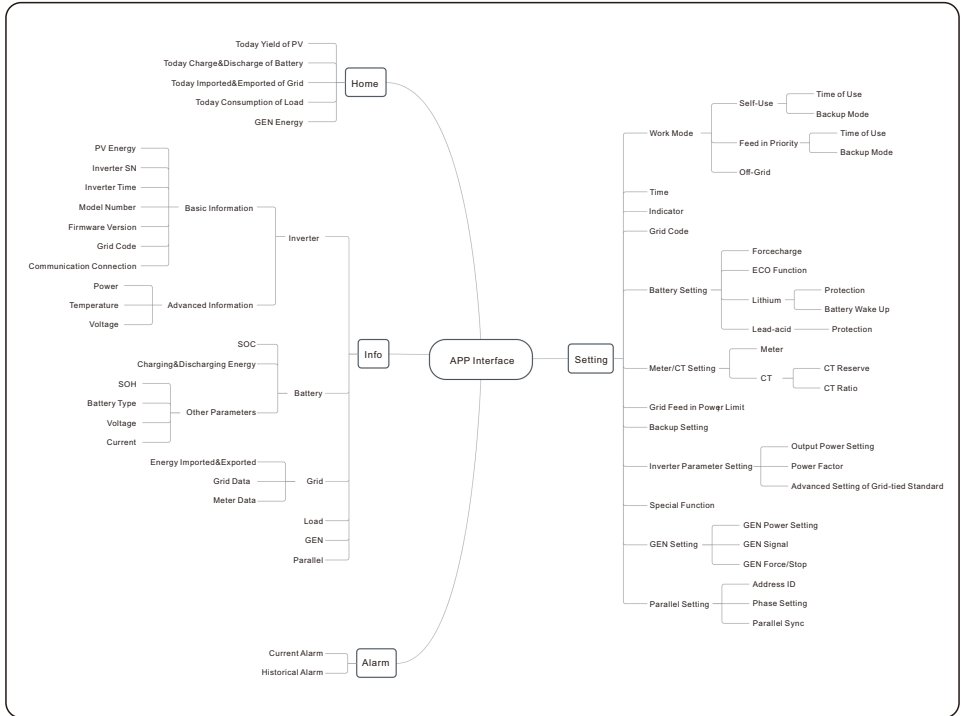 Today Yield of PV
Today Charge&Discharge of Battery
Today Imported&Emported of Grid
Today Consumption of Load
GEN Energy
Home
PV Energy
Inverter SN
Inverter Time
Model Number
Firmware Version
Grid Code
Communication Connection
Basic Information
Inverter
Power
Temperature
Voltage
Advanced Information
Info
SOC
Charging&Discharging Energy
SOH
Battery Type
Voltage
Current
Other Parameters
Battery
Energy Imported&Exported
Grid Data
Meter Data
Grid
Load
GEN
Parallel
Current Alarm
Historical Alarm
Alarm
APP Interface
Setting
Work Mode
Self-Use
Time of Use
Backup Mode
Feed in Priority
Time of Use
Backup Mode
Off-Grid
Time
Indicator
Grid Code
Battery Setting
Forcecharge
ECO Function
Lithium
Protection
Battery Wake Up
Lead-acid
Protection
Meter/CT Setting
Meter
CT
CT Reserve
CT Ratio
Grid Feed in Power Limit
Backup Setting
Inverter Parameter Setting
Output Power Setting
Power Factor
Advanced Setting of Grid-tied Standard
Special Function
GEN Setting
GEN Power Setting
GEN Signal
GEN Force/Stop
Parallel Setting
Address ID
Phase Setting
Parallel Sync